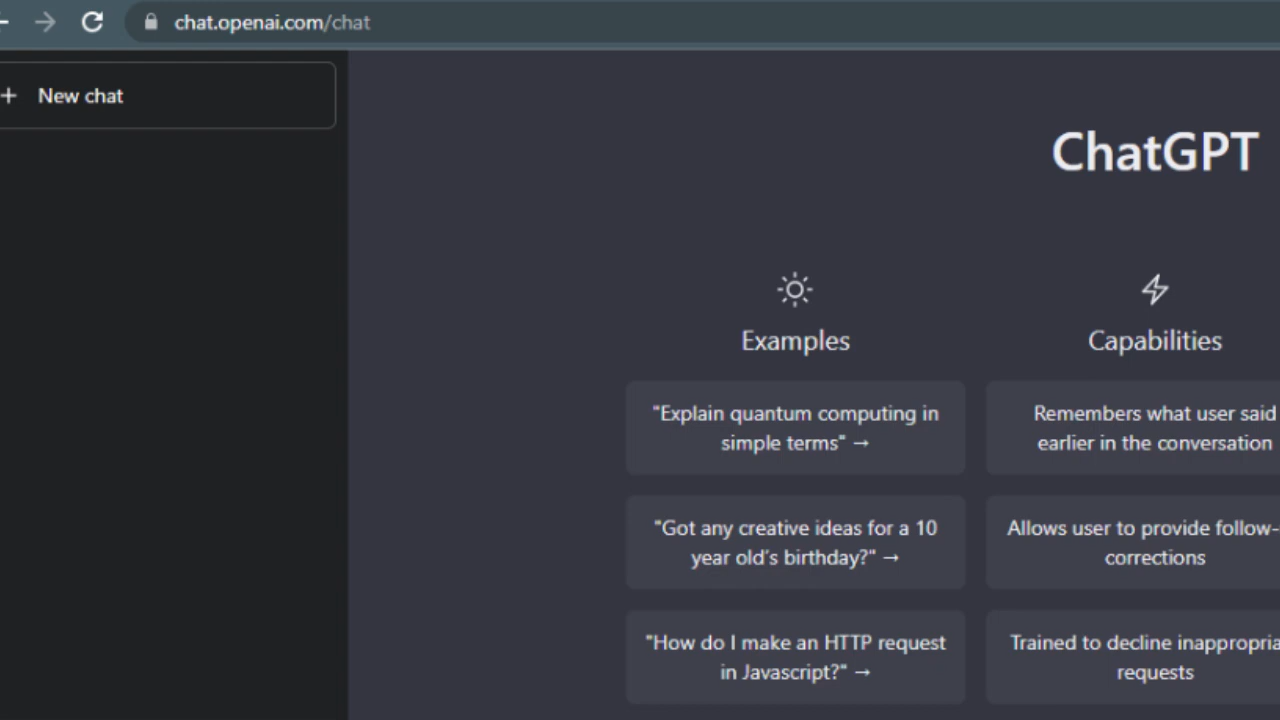 chat.openai.com/chat
New chat
ChatGPT
Examples
Capabilities
"Explain quantum computing in
simple terms" →
Remembers what user said
earlier in the conversation
"Got any creative ideas for a 10
year old's birthday?" →
Allows user to provide follow-
corrections
"How do I make an HTTP request
in Javascript?" →
Trained to decline
requests